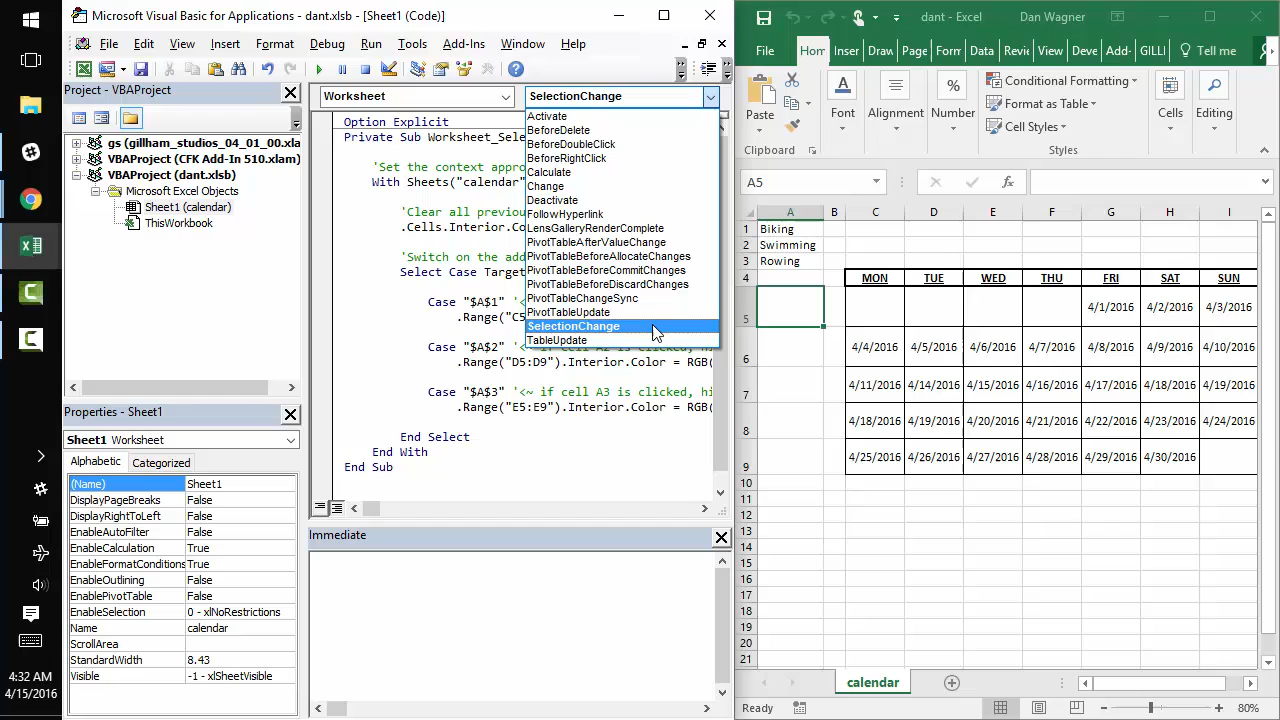 Microsoft Visual Basic for Applications - dant.xlsb - [Sheet1 (Code)]
File Edit View Insert Format Debug Run Tools Add-Ins Window Help
Project - VBAProject
gs (gillham_studios_04_01_00.xla
VBAProject (CFK Add-In 510.xlam)
VBAProject (dant.xlsb)
Microsoft Excel Objects
Sheet1 (calendar)
ThisWorkbook
Properties - Sheet1
Sheet1 Worksheet
Alphabetic Categorized
(Name) Sheet1
DisplayPageBreaks False
DisplayRightToLeft False
EnableAutoFilter False
EnableCalculation True
EnableFormatConditions True
EnableOutlining False
EnablePivotTable False
EnableSelection 0 - xlNoRestrictions
Name calendar
ScrollArea
StandardWidth 8.43
Visible -1 - xlSheetVisible
4:32 AM
4/15/2016
Worksheet SelectionChange
Option Explicit
Private Sub Worksheet_Sele
'Set the context appro
With Sheets("calendar"
'Clear all previou
.Cells.Interior.Co
'Switch on the add
Select Case Target
Case "$A$1" '<
.Range("C5
Case "$A$2" '<~ if cell A2 is clicked, hi
.Range("D5:D9").Interior.Color = RGB(
Case "$A$3" '<~ if cell A3 is clicked, hi
.Range("E5:E9").Interior.Color = RGB(
End Select
End With
End Sub
Activate
BeforeDelete
BeforeDoubleClick
BeforeRightClick
Calculate
Change
Deactivate
FollowHyperlink
LensGalleryRenderComplete
PivotTableAfterValueChange
PivotTableBeforeAllocateChanges
PivotTableBeforeCommitChanges
PivotTableBeforeDiscardChanges
PivotTableChangeSync
PivotTableUpdate
SelectionChange
TableUpdate
Immediate
dant - Excel Dan Wagner
File Hom Inser Draw Page Form Data Revie View Deve Add- GILLI Tell me
Paste
Clipboard
Font
Alignment
Number
Conditional Formatting
Format as Table
Cell Styles
Styles
Cells
Editing
A5
A B C D E F G H I
1 Biking
2 Swimming
3 Rowing
4 MON TUE WED THU FRI SAT SUN
5 4/1/2016 4/2/2016 4/3/2016
6 4/4/2016 4/5/2016 4/6/2016 4/7/2016 4/8/2016 4/9/2016 4/10/2016
7 4/11/2016 4/14/2016 4/15/2016 4/16/2016 4/17/2016 4/18/2016 4/19/2016
8 4/18/2016 4/19/2016 4/20/2016 4/21/2016 4/22/2016 4/23/2016 4/24/2016
9 4/25/2016 4/26/2016 4/27/2016 4/28/2016 4/29/2016 4/30/2016
10
11
12
13
14
15
16
17
18
19
20
21
calendar
Ready 80%